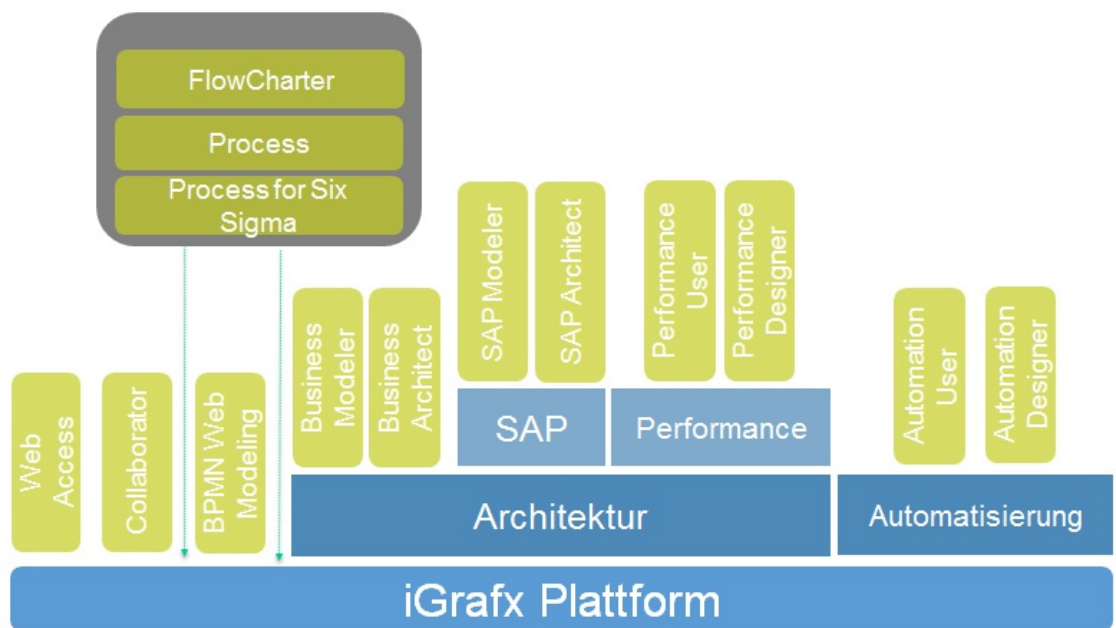 FlowCharter
Process
Process for Six
Sigma
Web
Access
Collaborator
BPMN Web
Modeling
Business
Modeler
Business
Architect
SAP Modeler
SAP Architect
Performance
User
Performance
Designer
Automation
User
Automation
Designer
SAP
Performance
Architektur
Automatisierung
iGrafx Plattform